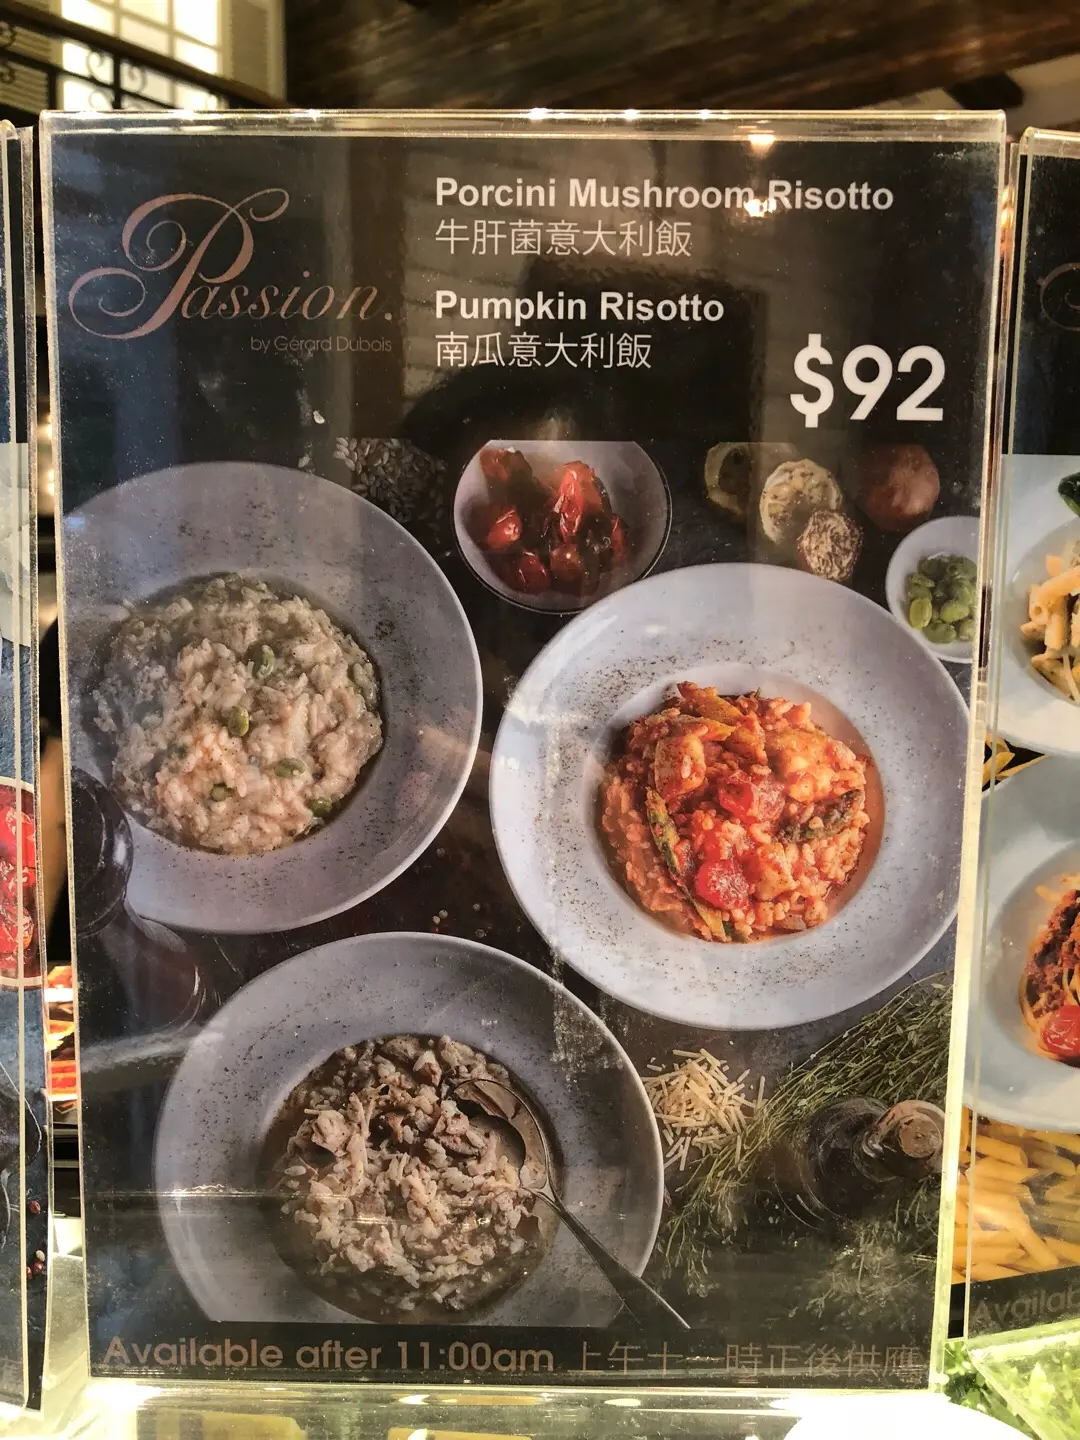 Passion.
by Gérard Dubois
Porcini Mushroom Risotto
牛肝菌意大利飯
Pumpkin Risotto
南瓜意大利飯
$92
Available after 11:00am 上午十一時正後供應